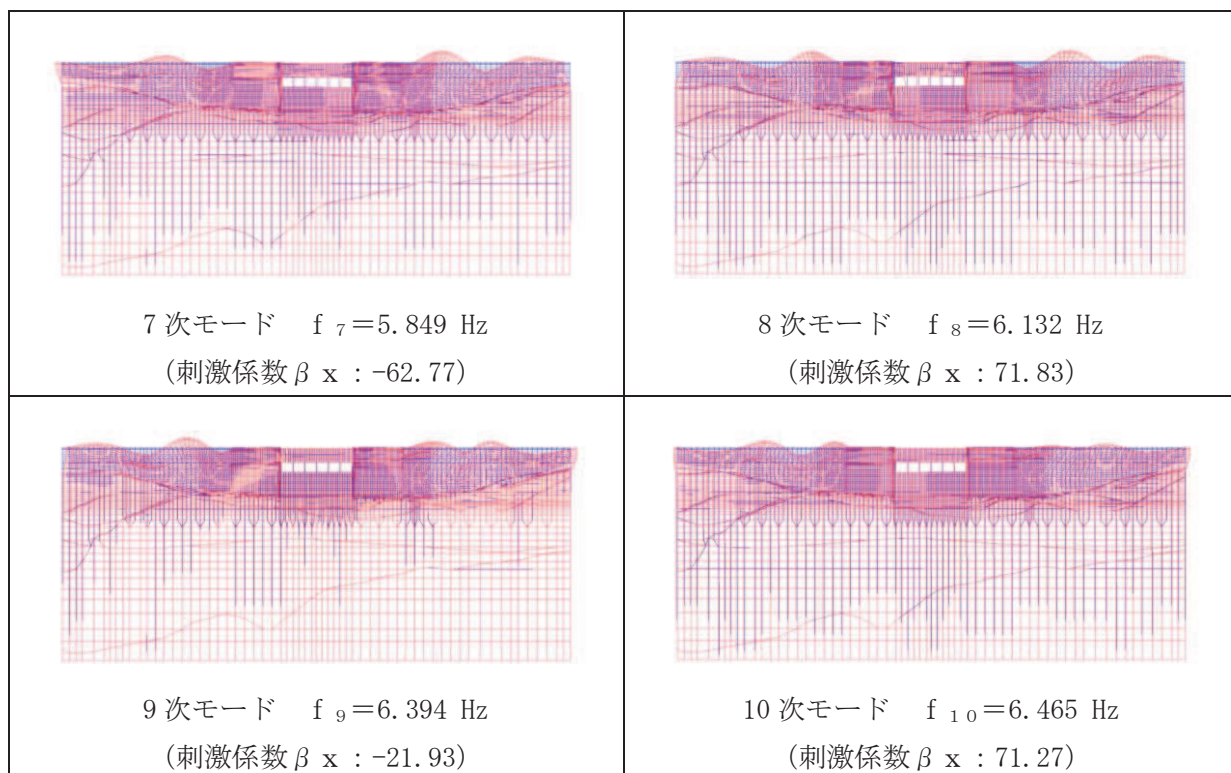 7 次モード f ₇=5.849 Hz
(刺激係数β x :-62.77)
8 次モード f ₈=6.132 Hz
(刺激係数β x :71.83)
9 次モード f ₉=6.394 Hz
(刺激係数β x :-21.93)
10 次モード f ₁₀=6.465 Hz
(刺激係数β x :71.27)